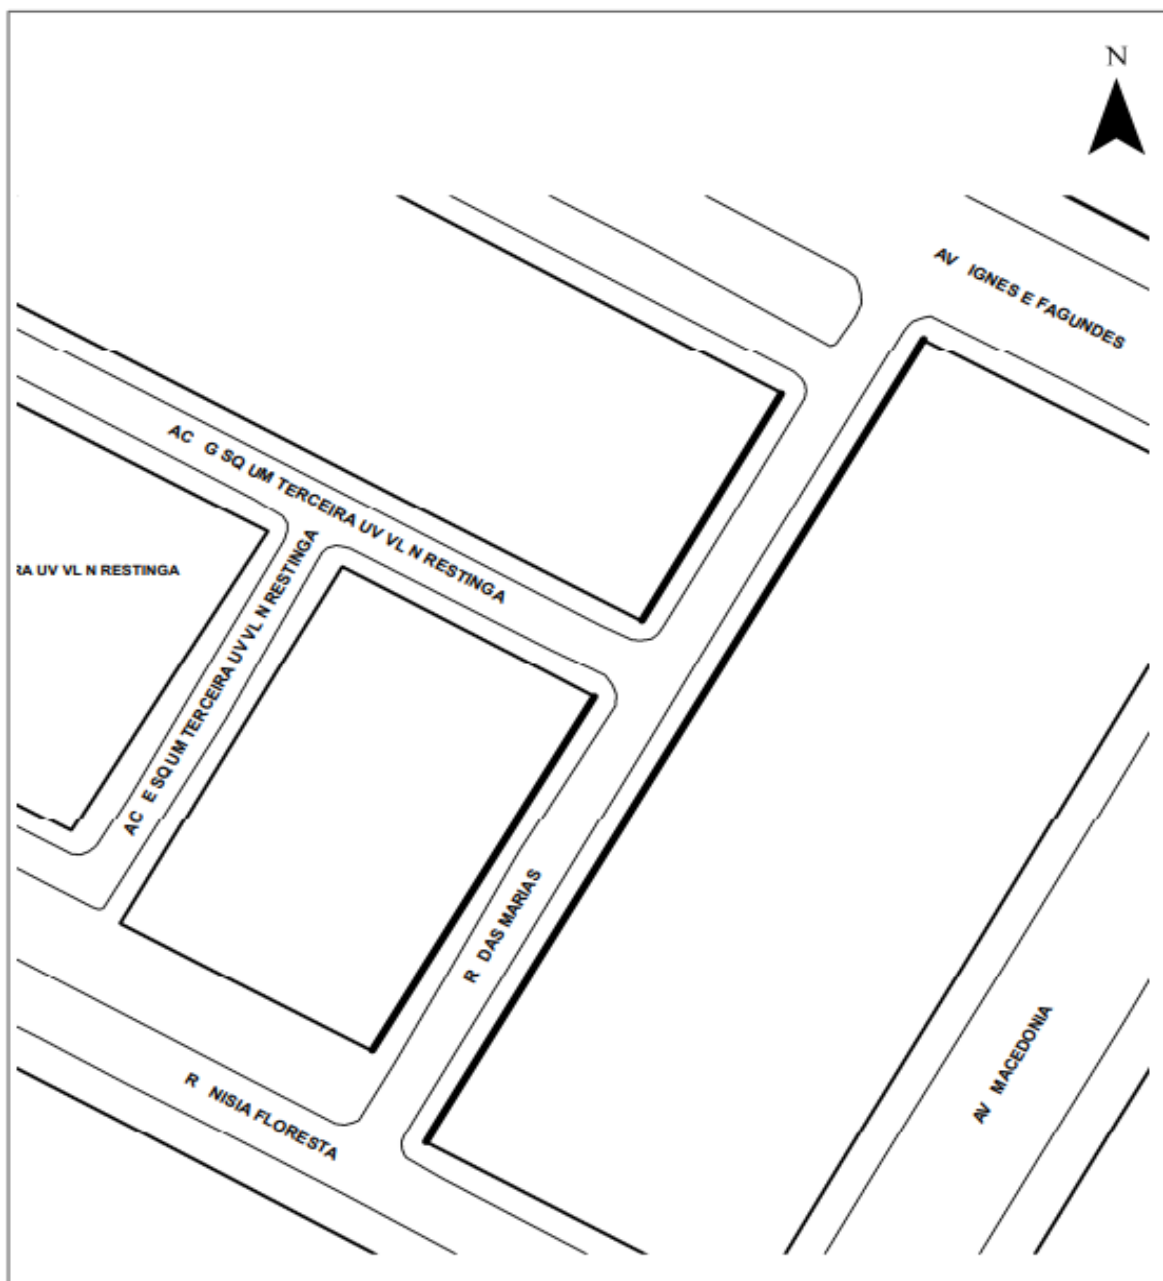 N
AV IGNES E FAGUNDES
AC G SQ UM TERCEIRA UV VL N RESTINGA
RA UV VL N RESTINGA
AC E SQ UM TERCEIRA UV VL N RESTINGA
R DAS MARIAS
AV MACEDONIA
R NISIA FLORESTA